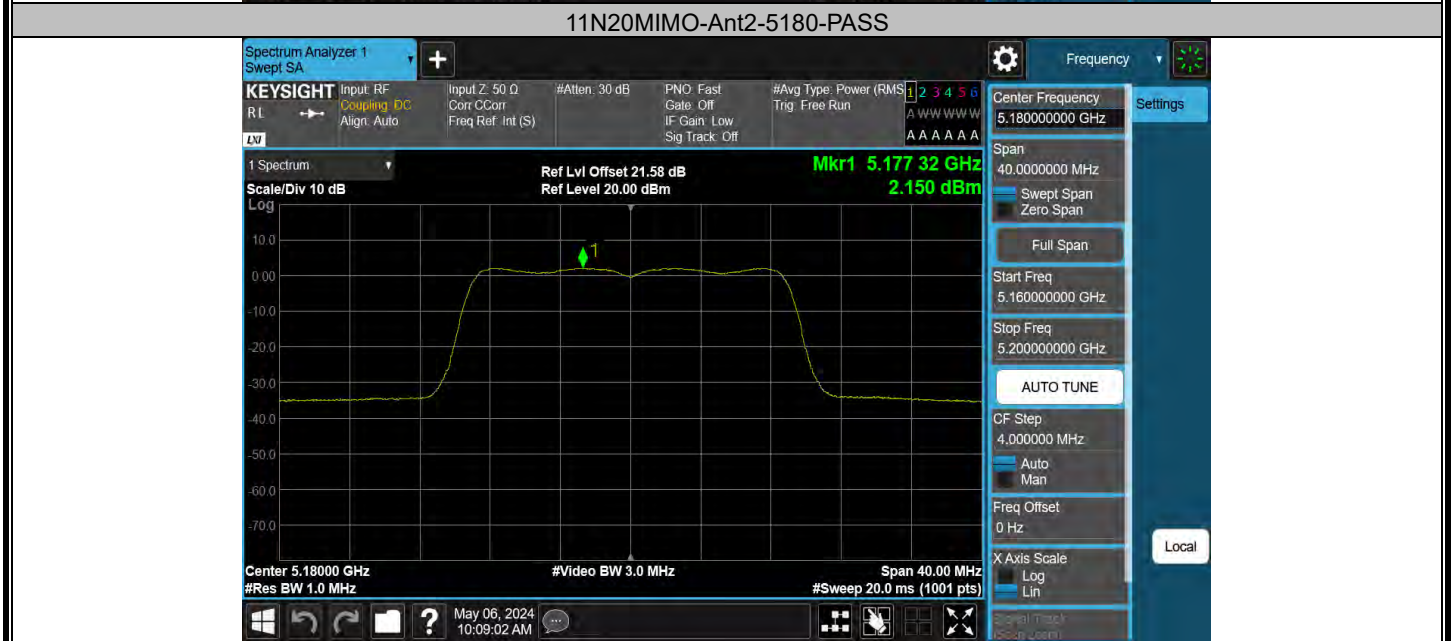 11N20MIMO-Ant2-5180-PASS
Spectrum Analyzer 1
Swept SA
Frequency
KEYSIGHT
RL
LXI
Input: RF
Coupling: DC
Align: Auto
Input Z: 50 Ω
Corr CCorr
Freq Ref: Int (S)
#Atten: 30 dB
PNO: Fast
Gate: Off
IF Gain: Low
Sig Track: Off
#Avg Type: Power (RMS
Trig: Free Run
1 2 3 4 5 6
A W W W W W
A A A A A A
Center Frequency
5.180000000 GHz
Settings
Span
40.0000000 MHz
Swept Span
Zero Span
Full Span
Start Freq
5.160000000 GHz
Stop Freq
5.200000000 GHz
AUTO TUNE
CF Step
4.000000 MHz
Auto
Man
Freq Offset
0 Hz
X Axis Scale
Log
Lin
Local
1 Spectrum
Scale/Div 10 dB
Log
Ref Lvl Offset 21.58 dB
Ref Level 20.00 dBm
Mkr1 5.177 32 GHz
2.150 dBm
1
10.0
0.00
-10.0
-20.0
-30.0
-40.0
-50.0
-60.0
-70.0
Center 5.18000 GHz
#Res BW 1.0 MHz
#Video BW 3.0 MHz
Span 40.00 MHz
#Sweep 20.0 ms (1001 pts)
?
May 06, 2024
10:09:02 AM
Signal Track
(Span Zoom)